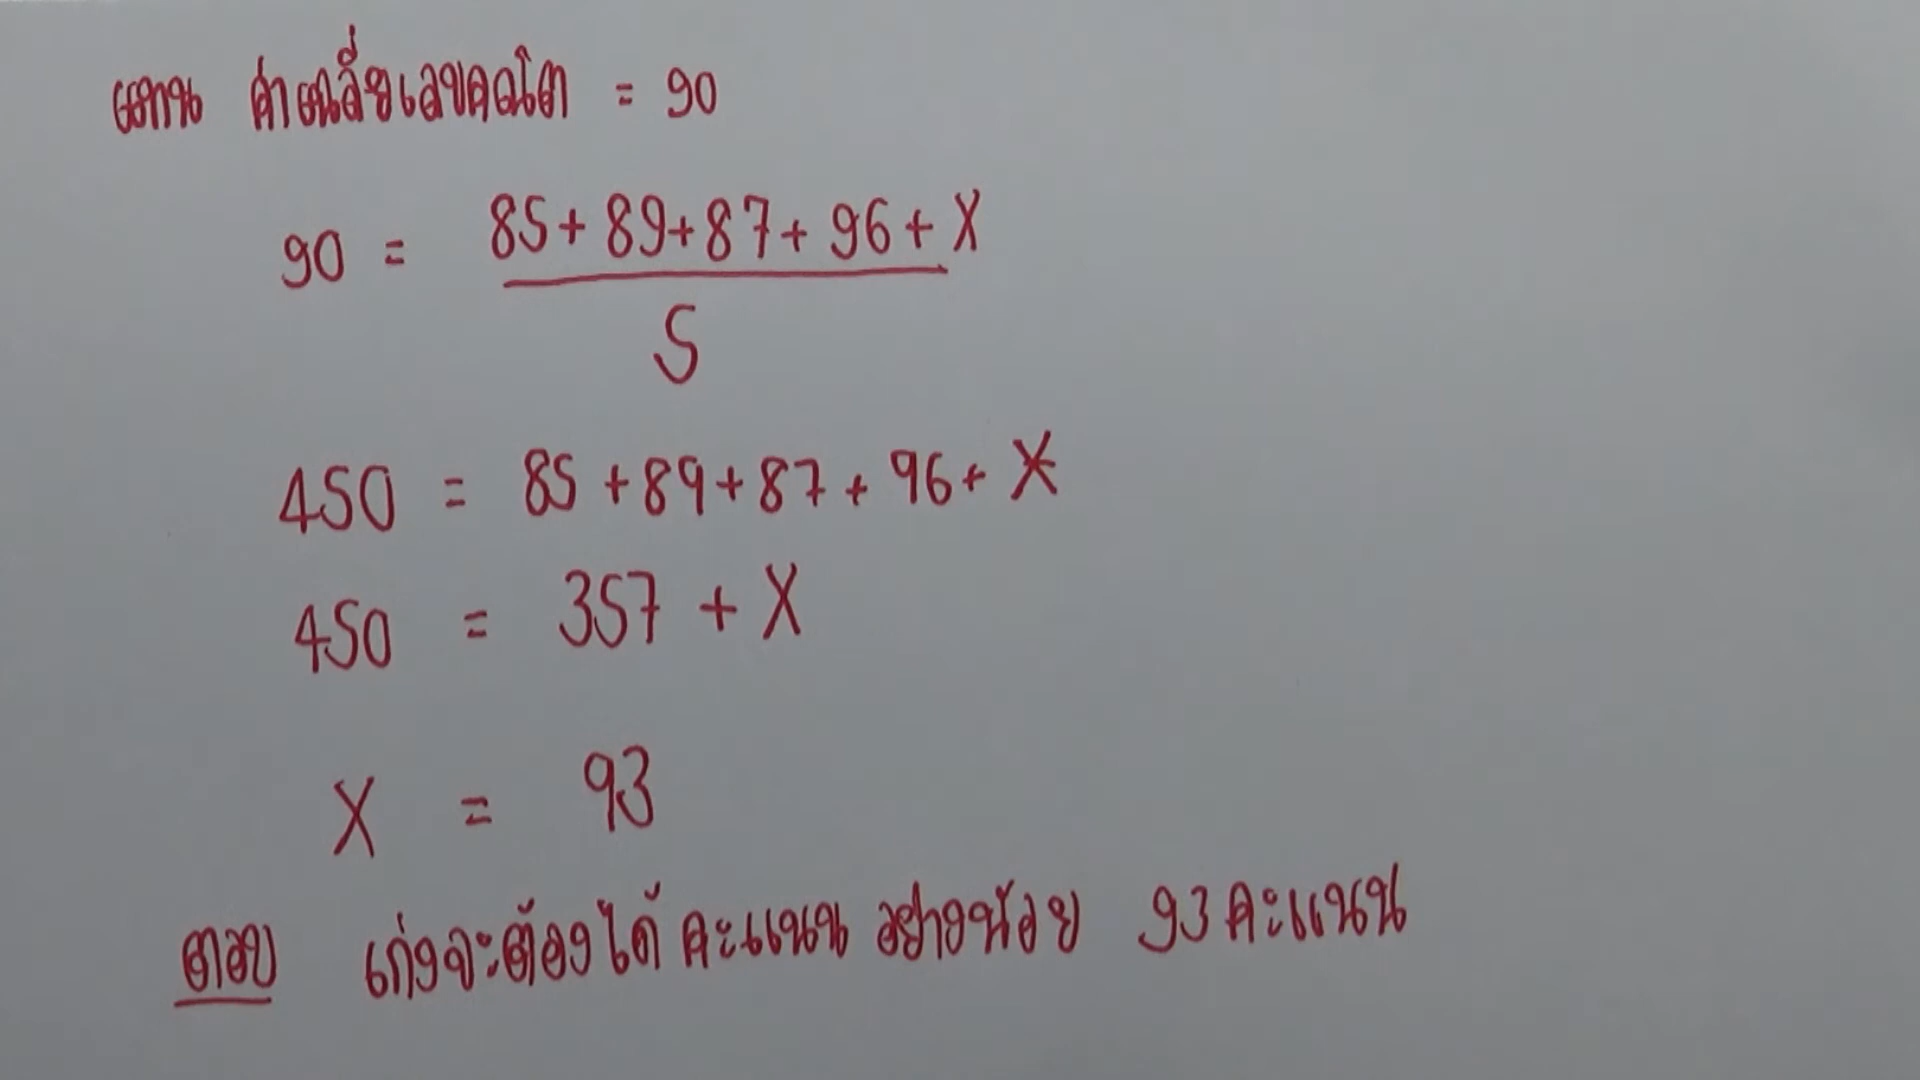 แทน ค่าเฉลี่ยเลขคณิต = 90
90 = 85 + 89 + 87 + 96 + X
5
450 = 85 + 89 + 87 + 96 + X
450 = 357 + X
X = 93
ตอบ เก่งจะต้องได้ คะแนน อย่างน้อย 93 คะแนน